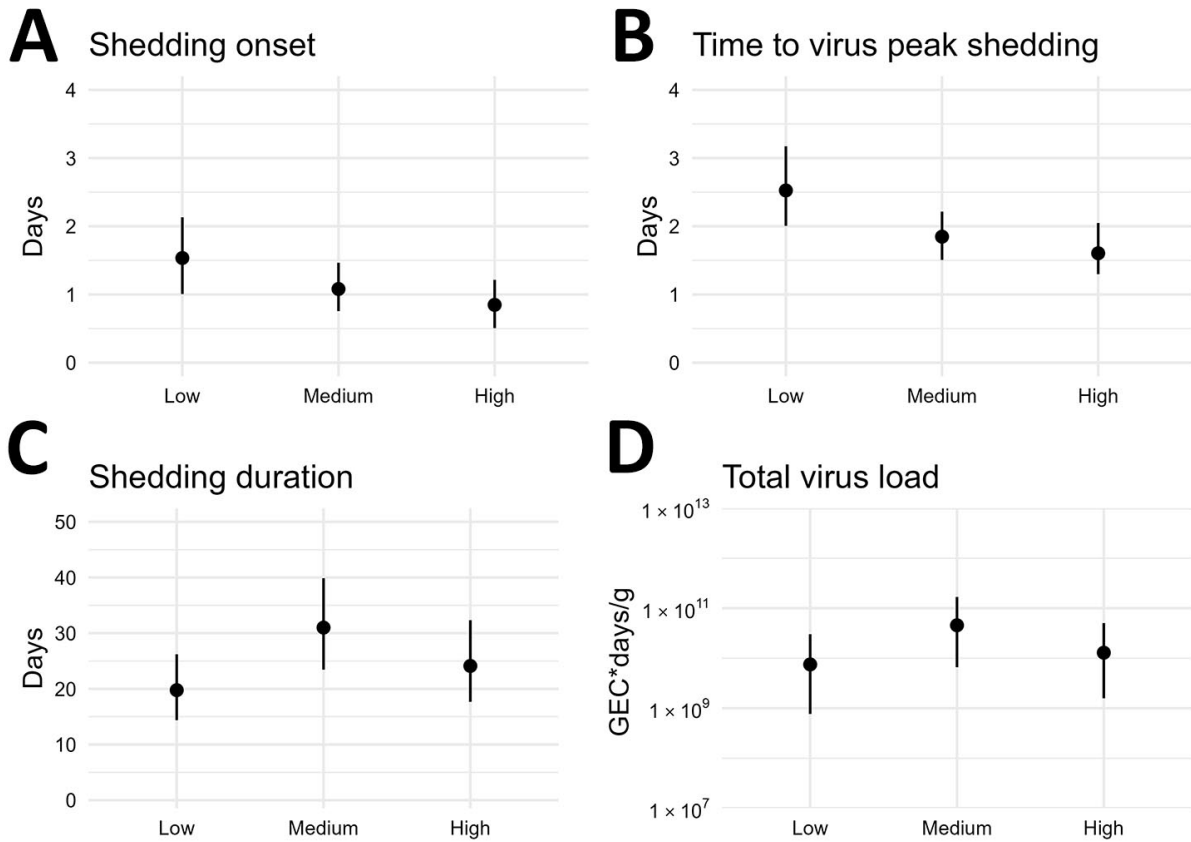 A Shedding onset
4
3
2
1
0
Days
Low Medium High
B Time to virus peak shedding
4
3
2
1
0
Days
Low Medium High
C Shedding duration
50
40
30
20
10
0
Days
Low Medium High
D Total virus load
1 × 10¹³
1 × 10¹¹
1 × 10⁹
1 × 10⁷
GEC*days/g
Low Medium High